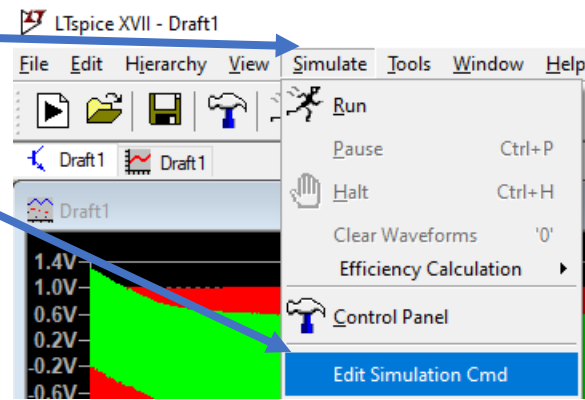 LTspice XVII - Draft1
File Edit Hierarchy View Simulate Tools Window Help
Run
Draft1 Draft1
Pause Ctrl+P
Halt Ctrl+H
Draft1
Clear Waveforms '0'
Efficiency Calculation
1.4V
1.0V
0.6V
Control Panel
0.2V
-0.2V
Edit Simulation Cmd
-0.6V